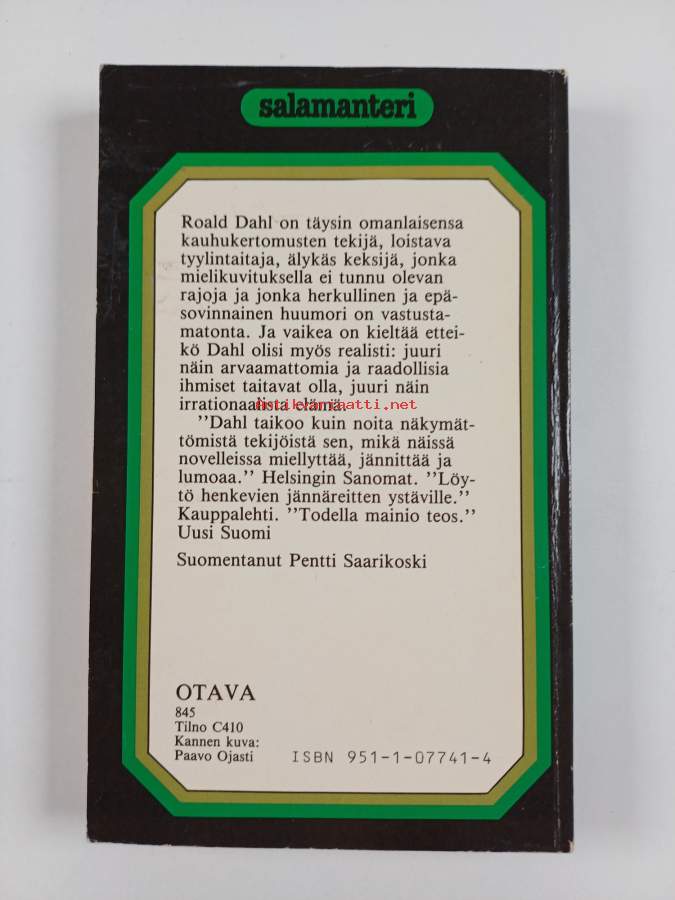 salamanteri
Roald Dahl on täysin omanlaisensa
kauhukertomusten tekijä, loistava
tyylintaitaja, älykäs keksijä, jonka
mielikuvituksella ei tunnu olevan
rajoja ja jonka herkullinen ja epä-
sovinnainen huumori on vastusta-
matonta. Ja vaikea on kieltää ettei-
kö Dahl olisi myös realisti: juuri
näin arvaamattomia ja raadollisia
ihmiset taitavat olla, juuri näin
irrationaalista elämä.
antikvariaatti.net
''Dahl taikoo kuin noita näkymät-
tömistä tekijöistä sen, mikä näissä
novelleissa miellyttää, jännittää ja
lumoaa.'' Helsingin Sanomat. ''Löy-
tö henkevien jännäreitten ystäville.''
Kauppalehti. ''Todella mainio teos.''
Uusi Suomi
Suomentanut Pentti Saarikoski
OTAVA
845
Tilno C410
Kannen kuva:
Paavo Ojasti
ISBN 951-1-07741-4